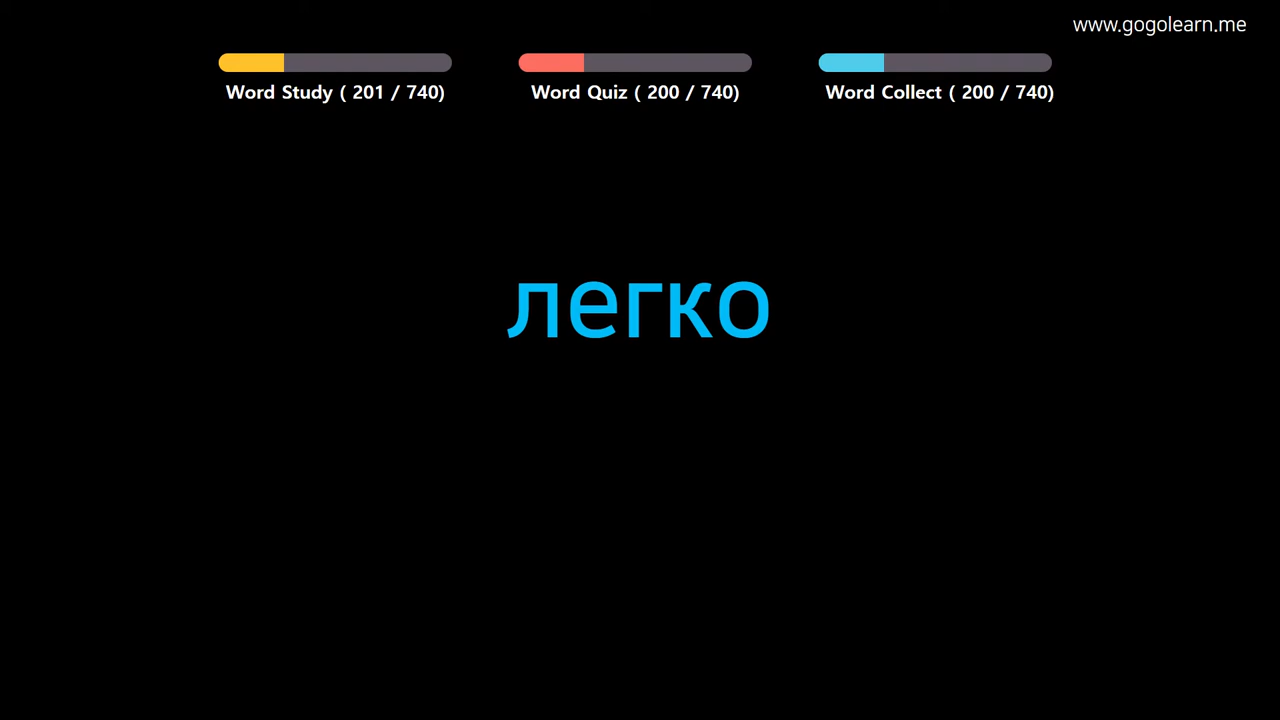 www.gogolearn.me
Word Study ( 201 / 740)
Word Quiz ( 200 / 740)
Word Collect ( 200 / 740)
легко